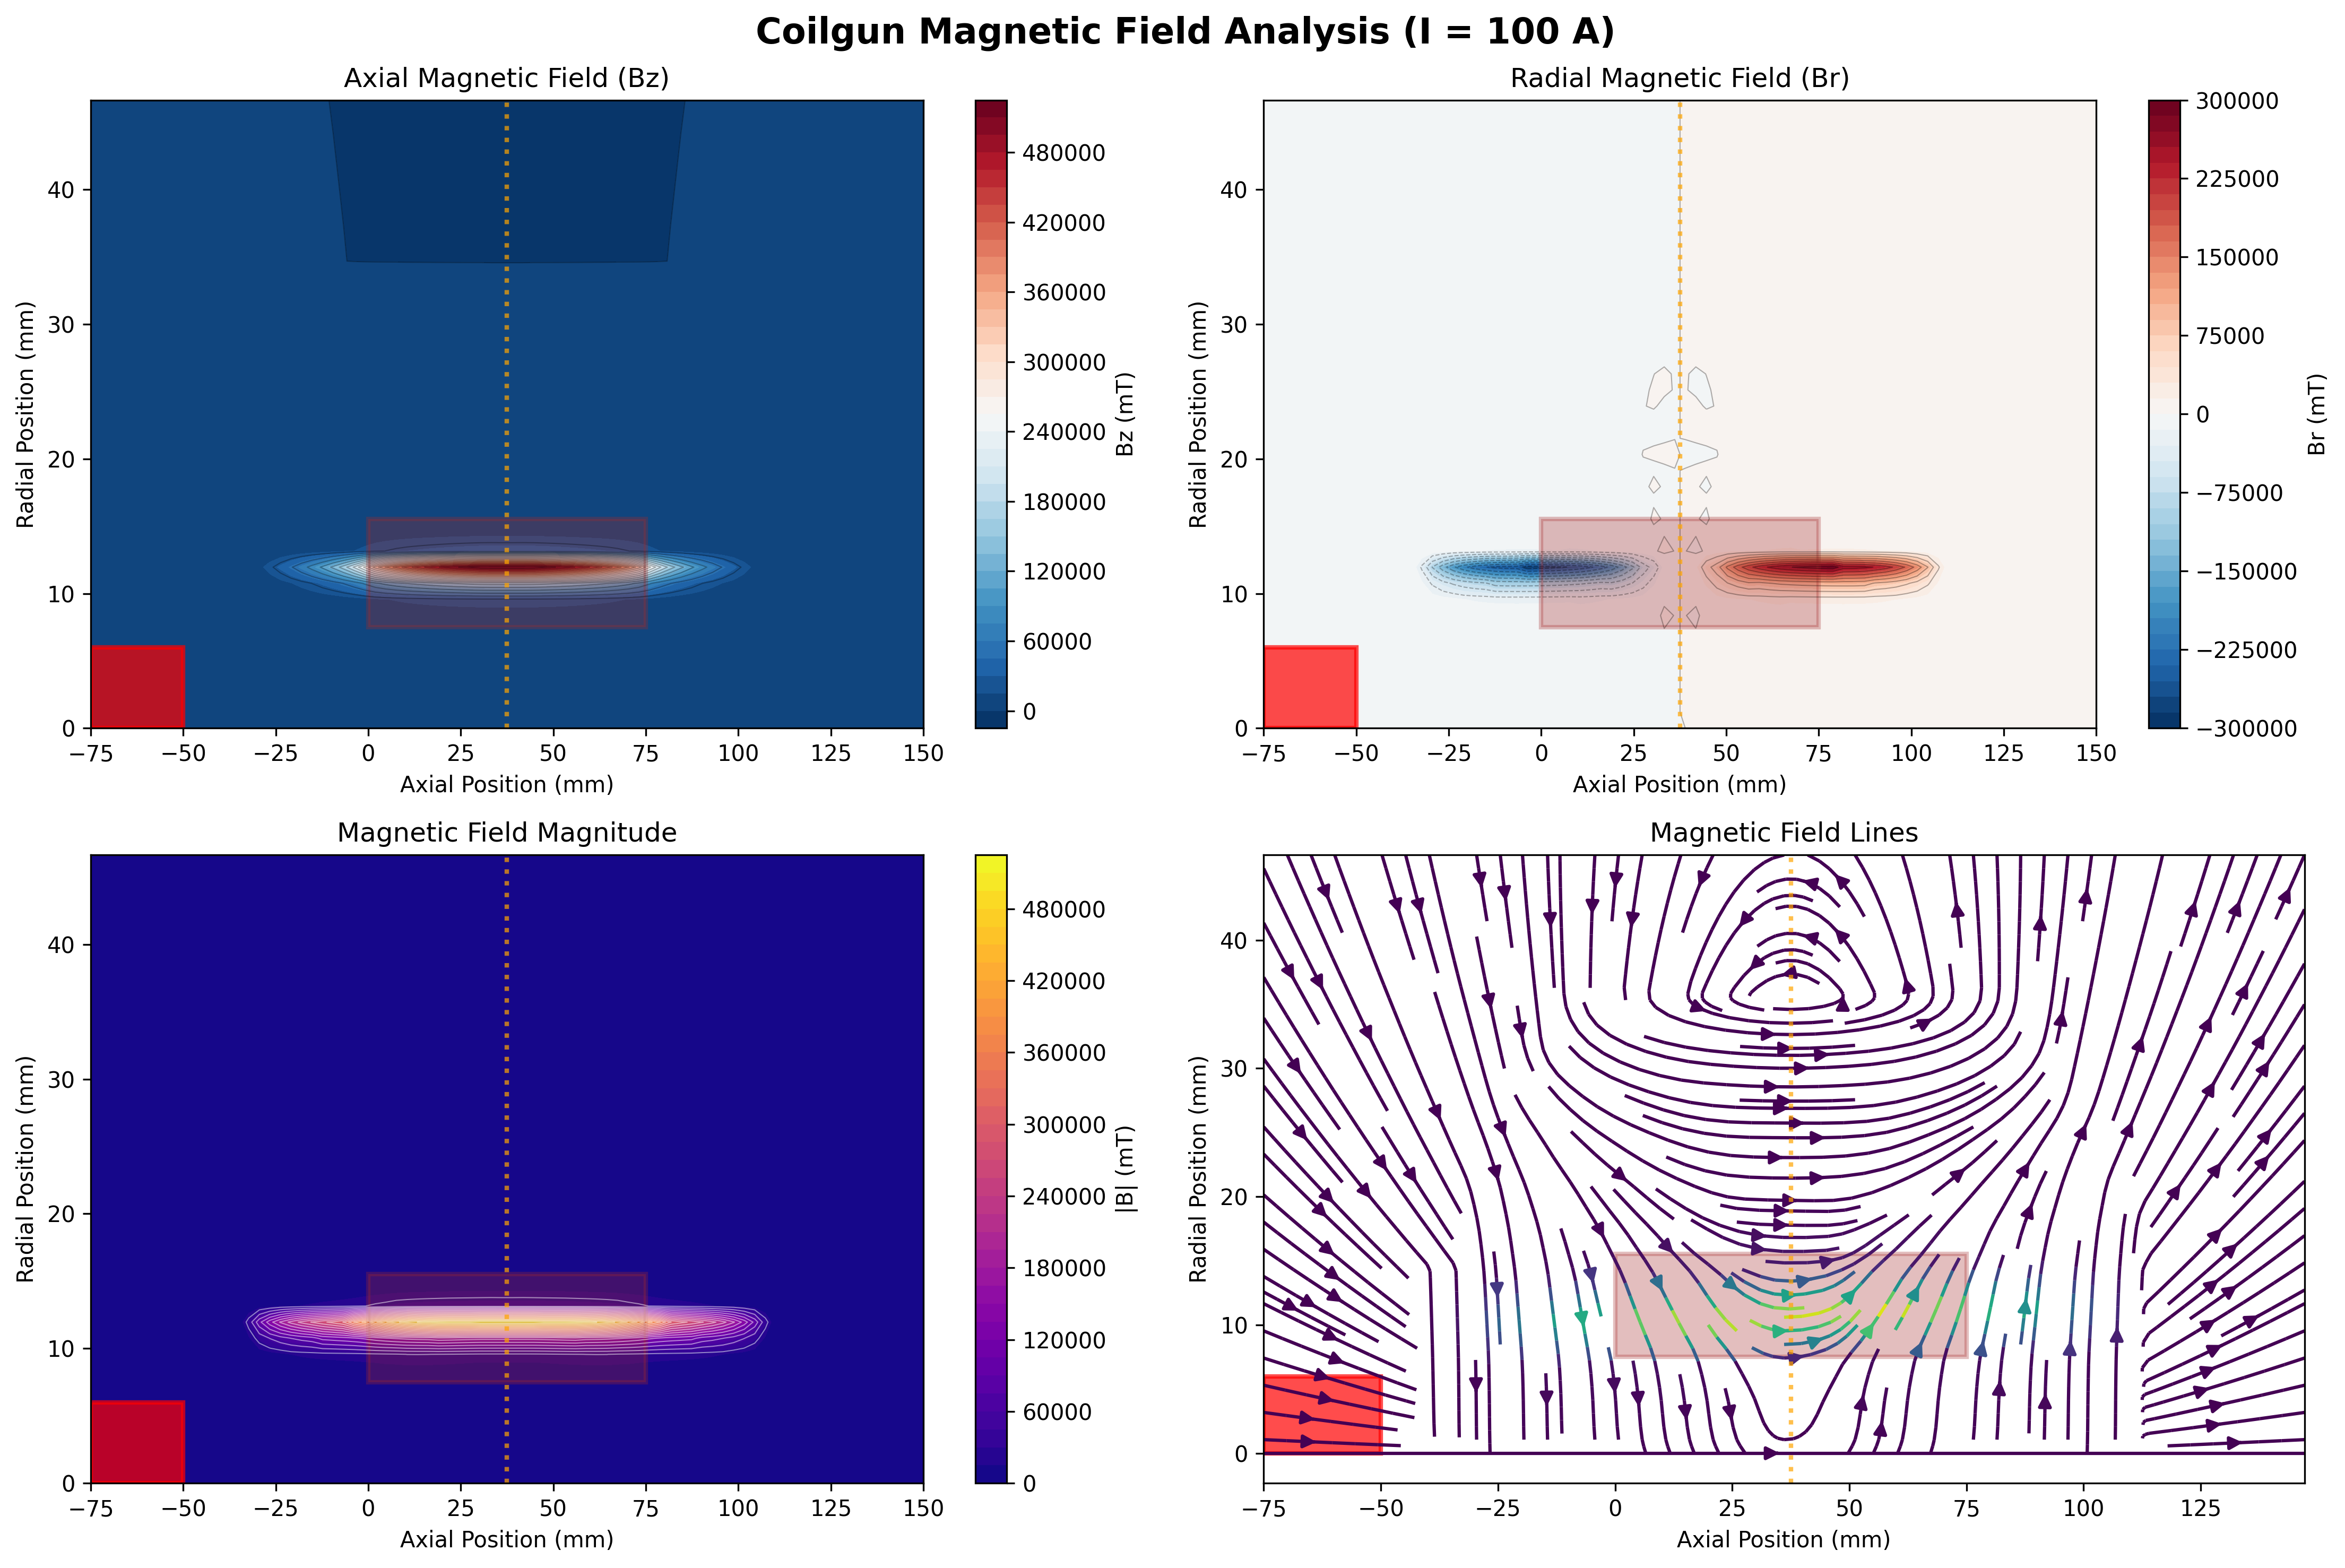 Coilgun Magnetic Field Analysis (I = 100 A)
Axial Magnetic Field (Bz)
40
30
20
10
0
−75 −50 −25 0 25 50 75 100 125 150
Axial Position (mm)
Radial Position (mm)
480000
420000
360000
300000
240000
180000
120000
60000
0
Bz (mT)
Radial Magnetic Field (Br)
40
30
20
10
0
−75 −50 −25 0 25 50 75 100 125 150
Axial Position (mm)
Radial Position (mm)
300000
225000
150000
75000
0
−75000
−150000
−225000
−300000
Br (mT)
Magnetic Field Magnitude
40
30
20
10
0
−75 −50 −25 0 25 50 75 100 125 150
Axial Position (mm)
Radial Position (mm)
480000
420000
360000
300000
240000
180000
120000
60000
0
|B| (mT)
Magnetic Field Lines
40
30
20
10
0
−75 −50 −25 0 25 50 75 100 125
Axial Position (mm)
Radial Position (mm)